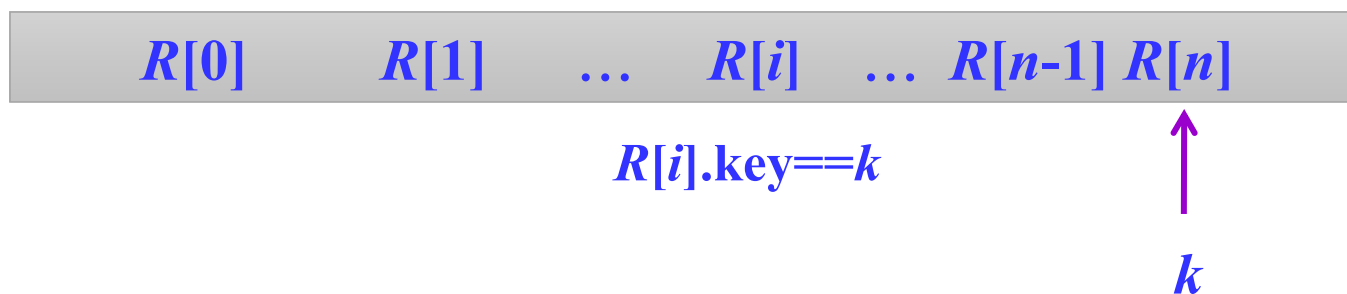 R[0] R[1] … R[i] … R[n-1] R[n]
R[i].key==k
k